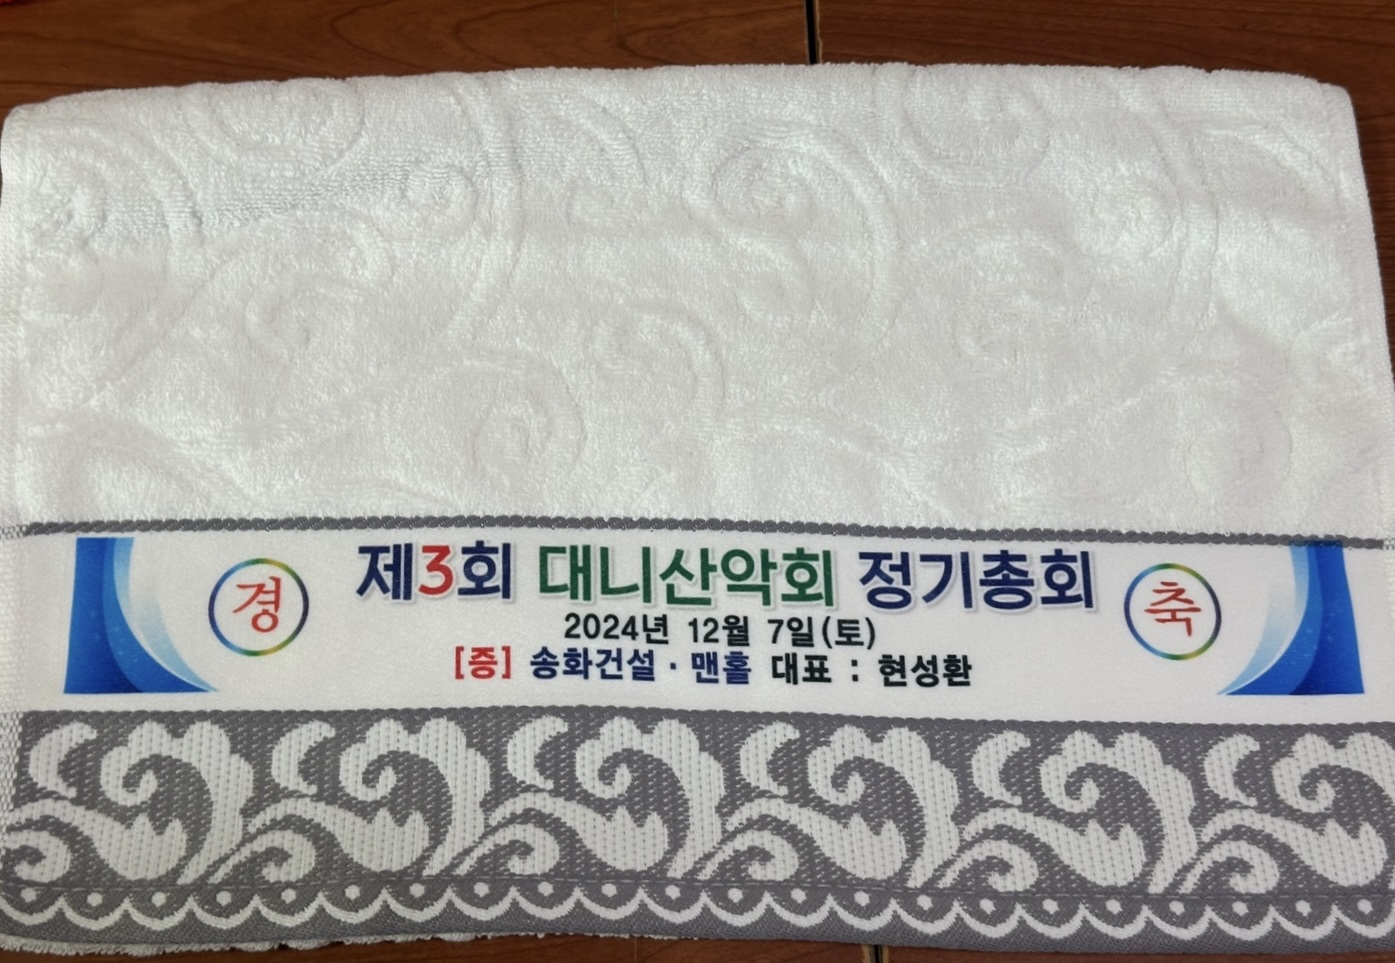 경 제3회 대니산악회 정기총회 축
2024년 12월 7일(토)
[증] 송화건설 · 맨홀 대표 : 현성환